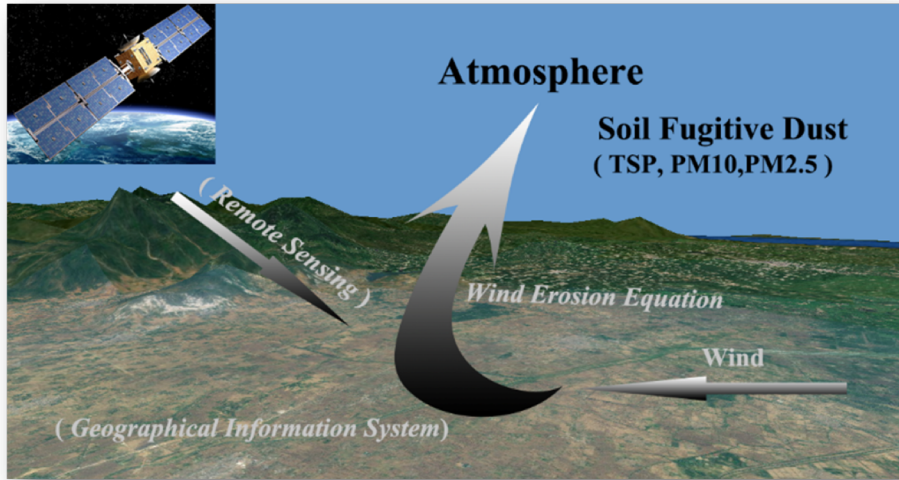 Atmosphere
Soil Fugitive Dust
( TSP, PM10,PM2.5 )
( Remote Sensing )
Wind Erosion Equation
Wind
( Geographical Information System)